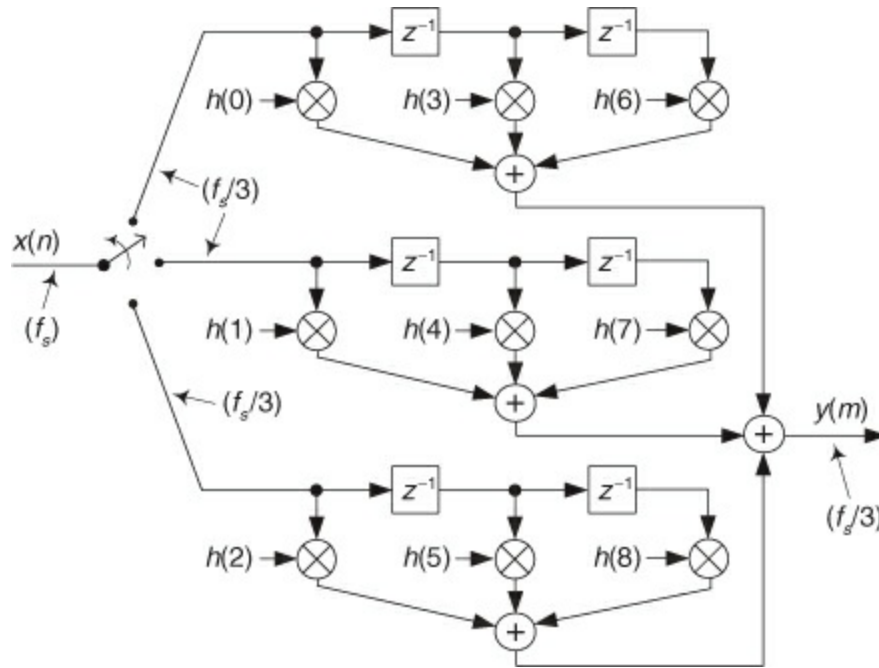 z⁻¹ z⁻¹
h(0) h(3) h(6)
(fₛ/3)
+
x(n)
z⁻¹ z⁻¹
(fₛ)
h(1) h(4) h(7)
(fₛ/3)
+
y(m)
+
z⁻¹ z⁻¹
(fₛ/3)
h(2) h(5) h(8)
+